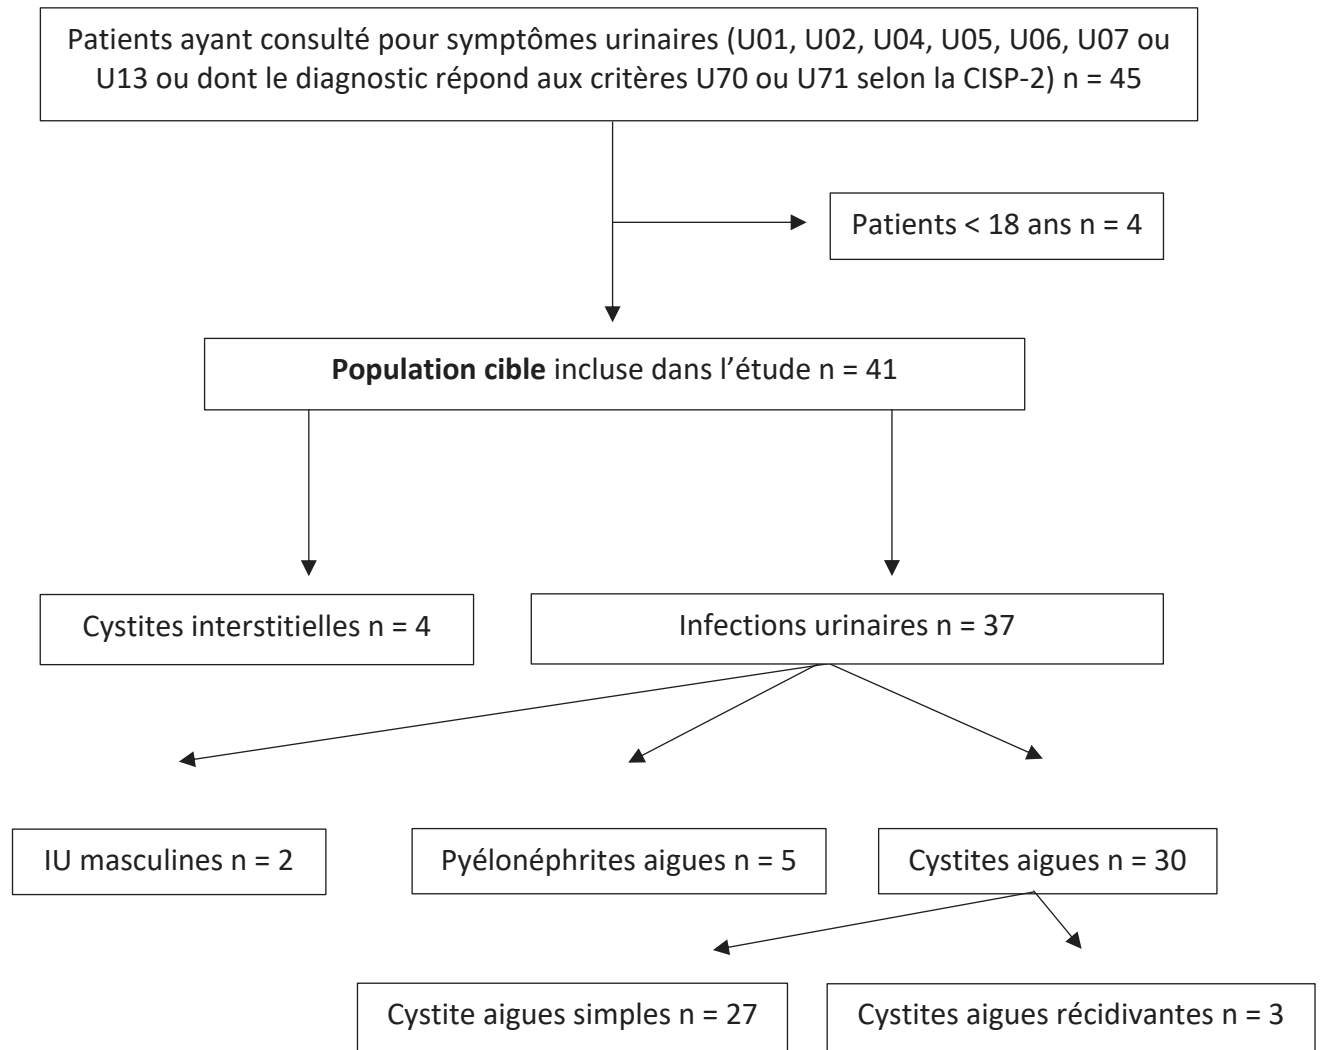 Patients ayant consulté pour symptômes urinaires (U01, U02, U04, U05, U06, U07 ou
U13 ou dont le diagnostic répond aux critères U70 ou U71 selon la CISP-2) n = 45
Patients < 18 ans n = 4
Population cible incluse dans l’étude n = 41
Cystites interstitielles n = 4
Infections urinaires n = 37
IU masculines n = 2
Pyélonéphrites aigues n = 5
Cystites aigues n = 30
Cystite aigues simples n = 27
Cystites aigues récidivantes n = 3